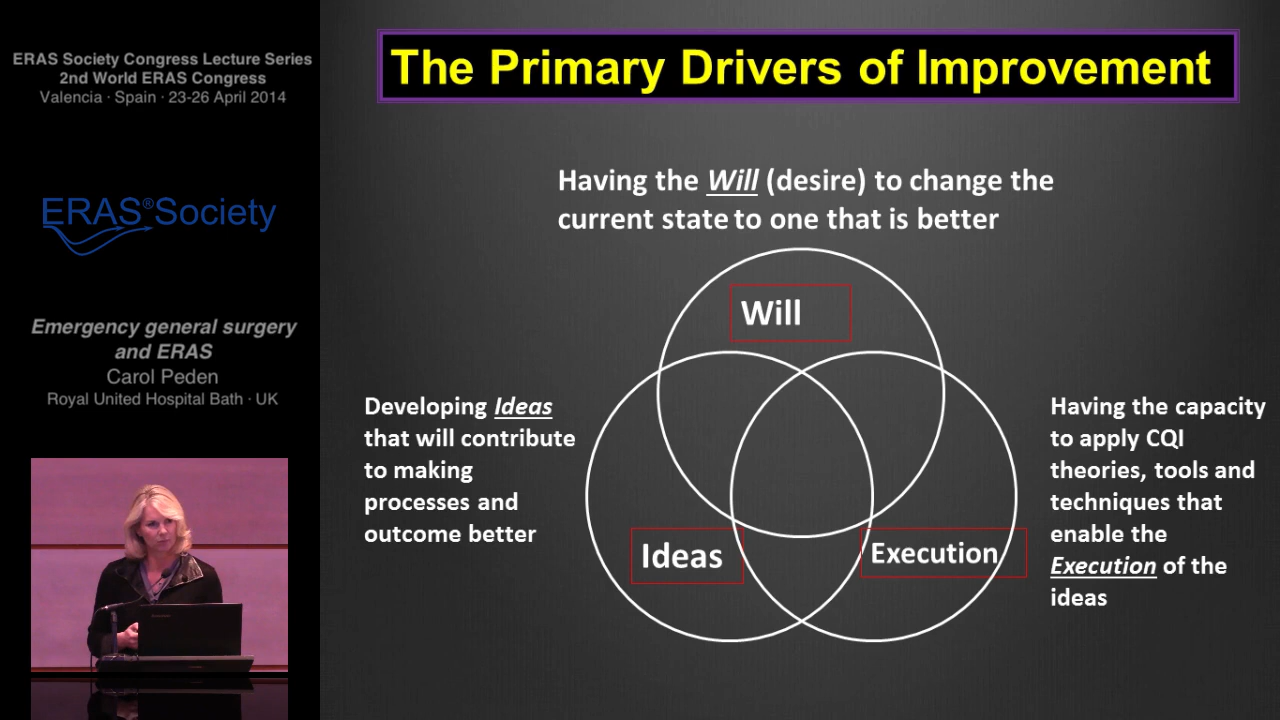 ERAS Society Congress Lecture Series
2nd World ERAS Congress
Valencia · Spain · 23-26 April 2014
ERAS®Society
Emergency general surgery
and ERAS
Carol Peden
Royal United Hospital Bath · UK
The Primary Drivers of Improvement
Having the Will (desire) to change the
current state to one that is better
Will
Developing Ideas
that will contribute
to making
processes and
outcome better
Ideas
Execution
Having the capacity
to apply CQI
theories, tools and
techniques that
enable the
Execution of the
ideas